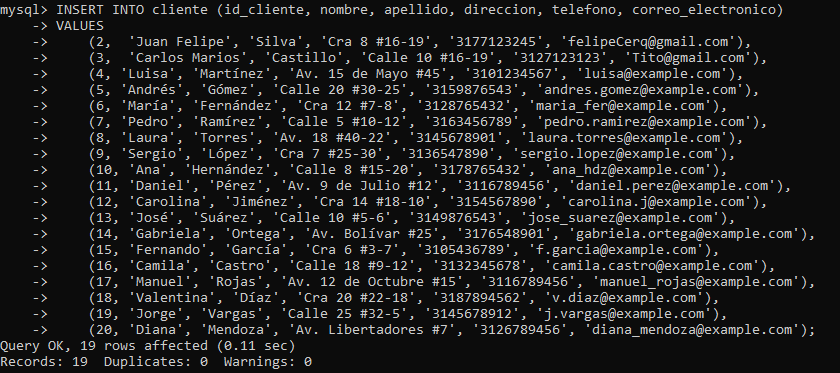 mysql> INSERT INTO cliente (id_cliente, nombre, apellido, direccion, telefono, correo_electronico)
-> VALUES
-> (2, 'Juan Felipe', 'Silva', 'Cra 8 #16-19', '3177123245', 'felipeCerq@gmail.com'),
-> (3, 'Carlos Marios', 'Castillo', 'Calle 10 #16-19', '3127123123', 'Tito@gmail.com'),
-> (4, 'Luisa', 'Martínez', 'Av. 15 de Mayo #45', '3101234567', 'luisa@example.com'),
-> (5, 'Andrés', 'Gómez', 'Calle 20 #30-25', '3159876543', 'andres.gomez@example.com'),
-> (6, 'María', 'Fernández', 'Cra 12 #7-8', '3128765432', 'maria_fer@example.com'),
-> (7, 'Pedro', 'Ramírez', 'Calle 5 #10-12', '3163456789', 'pedro.ramirez@example.com'),
-> (8, 'Laura', 'Torres', 'Av. 18 #40-22', '3145678901', 'laura.torres@example.com'),
-> (9, 'Sergio', 'López', 'Cra 7 #25-30', '3136547890', 'sergio.lopez@example.com'),
-> (10, 'Ana', 'Hernández', 'Calle 8 #15-20', '3178765432', 'ana_hdz@example.com'),
-> (11, 'Daniel', 'Pérez', 'Av. 9 de Julio #12', '3116789456', 'daniel.perez@example.com'),
-> (12, 'Carolina', 'Jiménez', 'Cra 14 #18-10', '3154567890', 'carolina.j@example.com'),
-> (13, 'José', 'Suárez', 'Calle 10 #5-6', '3149876543', 'jose_suarez@example.com'),
-> (14, 'Gabriela', 'Ortega', 'Av. Bolívar #25', '3176548901', 'gabriela.ortega@example.com'),
-> (15, 'Fernando', 'García', 'Cra 6 #3-7', '3105436789', 'f.garcia@example.com'),
-> (16, 'Camila', 'Castro', 'Calle 18 #9-12', '3132345678', 'camila.castro@example.com'),
-> (17, 'Manuel', 'Rojas', 'Av. 12 de Octubre #15', '3116789456', 'manuel_rojas@example.com'),
-> (18, 'Valentina', 'Díaz', 'Cra 20 #22-18', '3187894562', 'v.diaz@example.com'),
-> (19, 'Jorge', 'Vargas', 'Calle 25 #32-5', '3145678912', 'j.vargas@example.com'),
-> (20, 'Diana', 'Mendoza', 'Av. Libertadores #7', '3126789456', 'diana_mendoza@example.com');
Query OK, 19 rows affected (0.11 sec)
Records: 19 Duplicates: 0 Warnings: 0